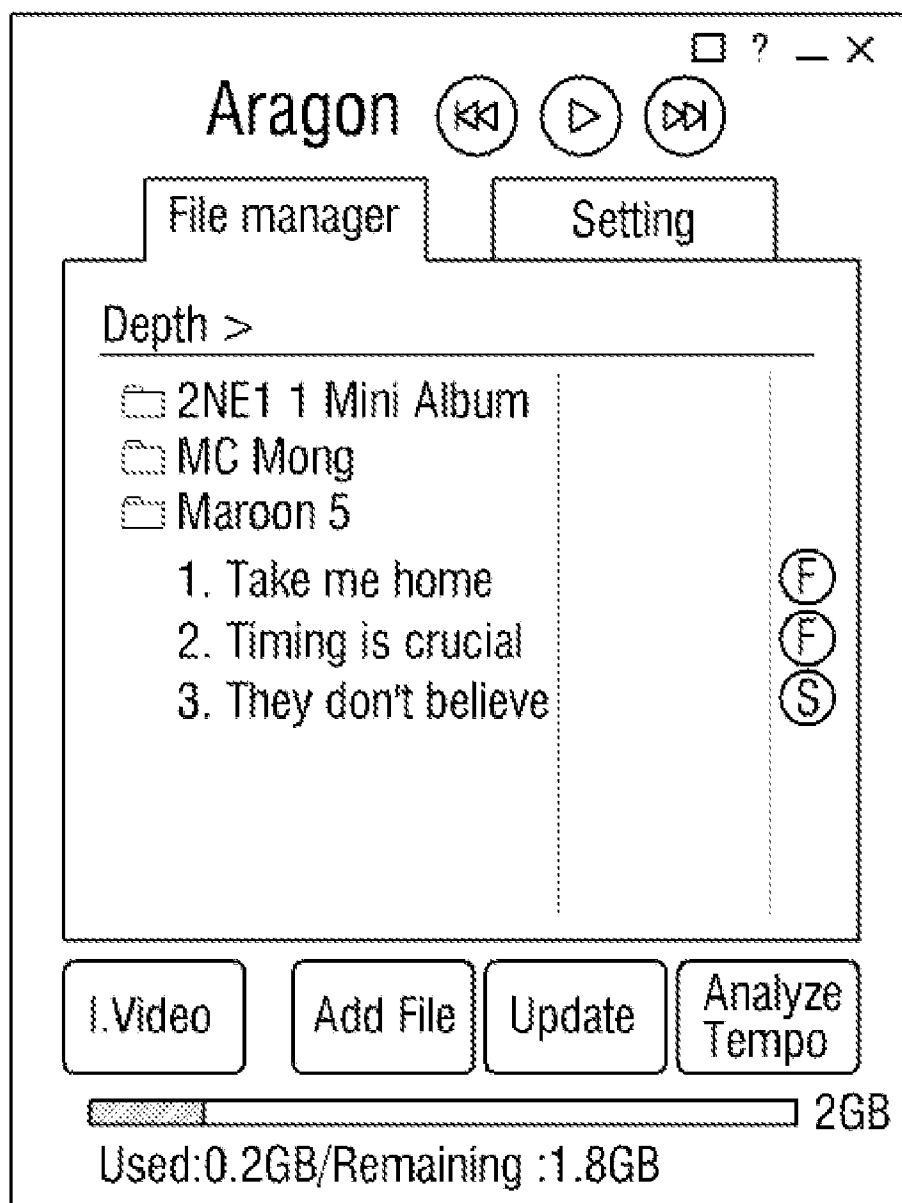 ?
Aragon
File manager
Setting
Depth >
2NE1 1 Mini Album
MC Mong
Maroon 5
1. Take me home F
2. Timing is crucial F
3. They don't believe S
I.Video
Add File
Update
Analyze
Tempo
2GB
Used:0.2GB/Remaining :1.8GB